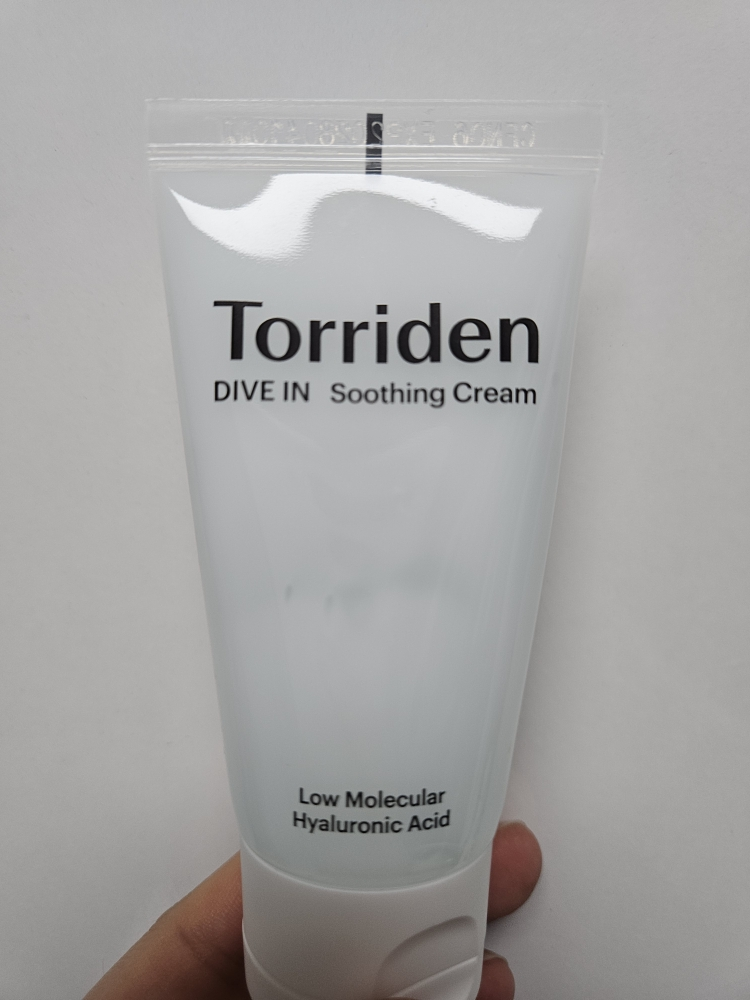 Torriden
DIVE IN Soothing Cream
Low Molecular
Hyaluronic Acid